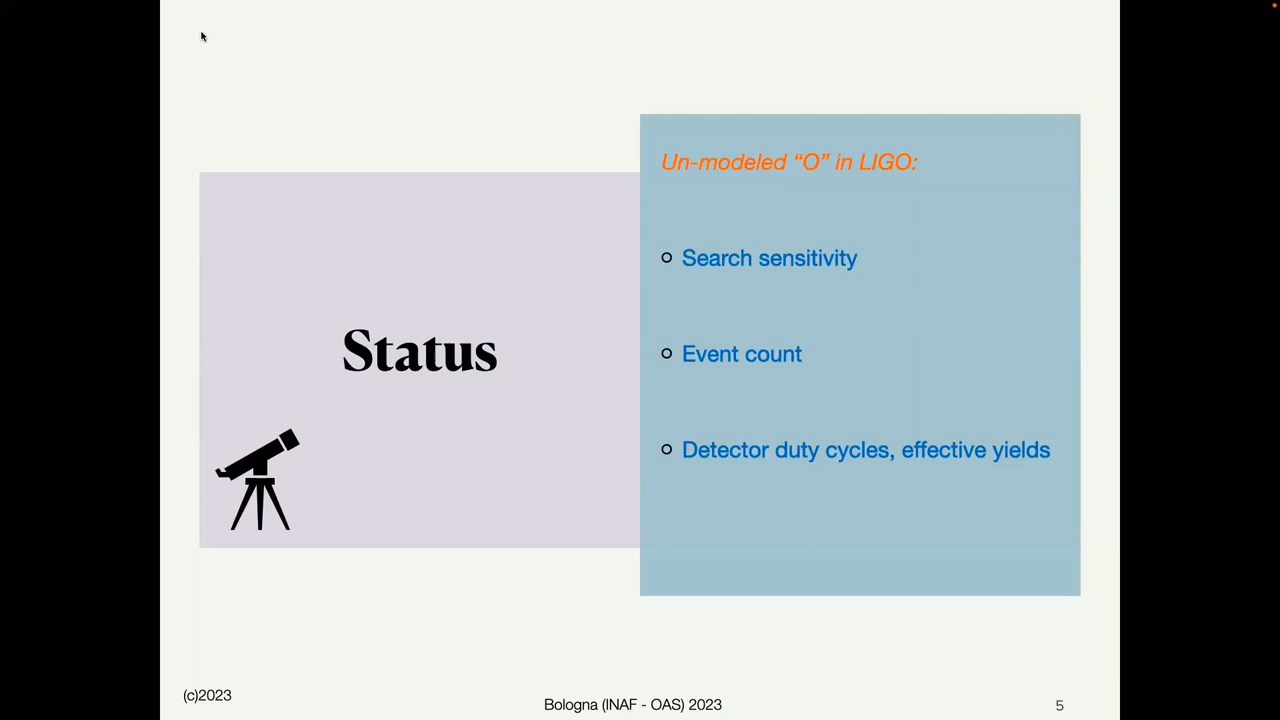 Un-modeled “O” in LIGO:
Search sensitivity
Event count
Detector duty cycles, effective yields
Status
(c)2023
Bologna (INAF - OAS) 2023
5